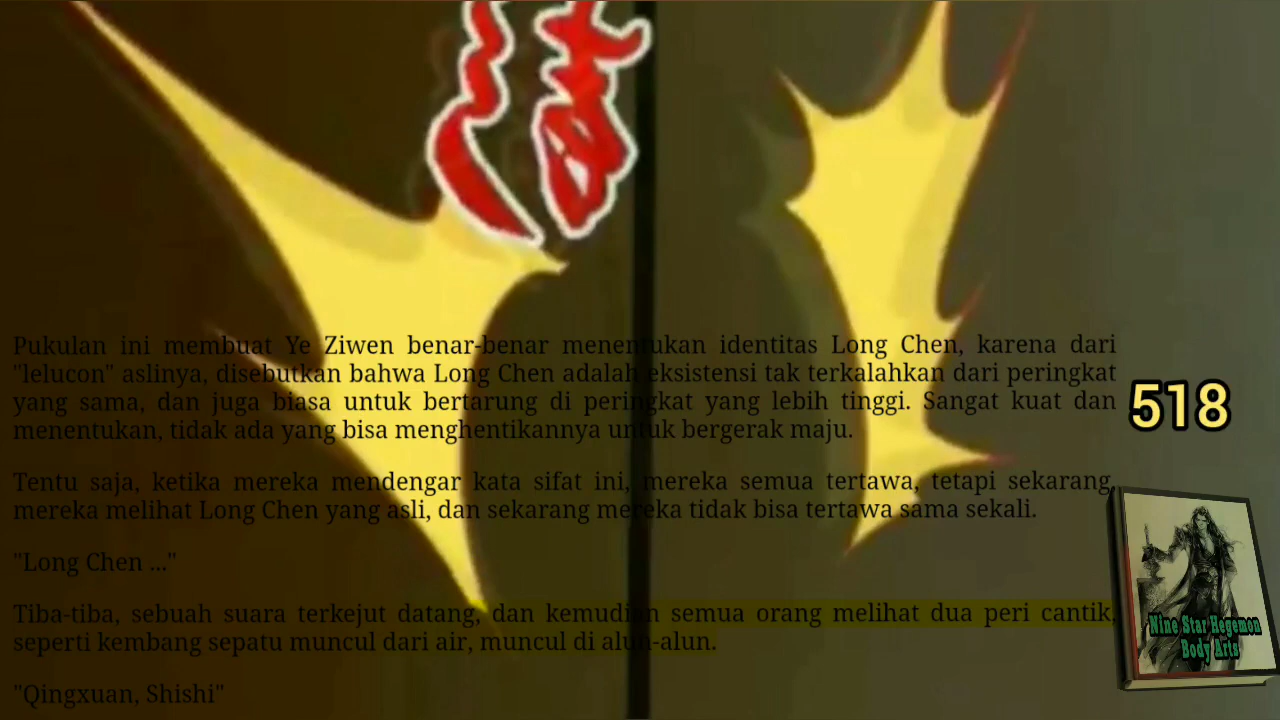 Pukulan ini membuat Ye Ziwen benar-benar menentukan identitas Long Chen, karena dari
"lelucon" aslinya, disebutkan bahwa Long Chen adalah eksistensi tak terkalahkan dari peringkat
yang sama, dan juga biasa untuk bertarung di peringkat yang lebih tinggi. Sangat kuat dan
menentukan, tidak ada yang bisa menghentikannya untuk bergerak maju.
518
Tentu saja, ketika mereka mendengar kata sifat ini, mereka semua tertawa, tetapi sekarang,
mereka melihat Long Chen yang asli, dan sekarang mereka tidak bisa tertawa sama sekali.
"Long Chen ..."
Tiba-tiba, sebuah suara terkejut datang, dan kemudian semua orang melihat dua peri cantik,
seperti kembang sepatu muncul dari air, muncul di alun-alun.
"Qingxuan, Shishi"
Nine Star Hegemon
Body Arts